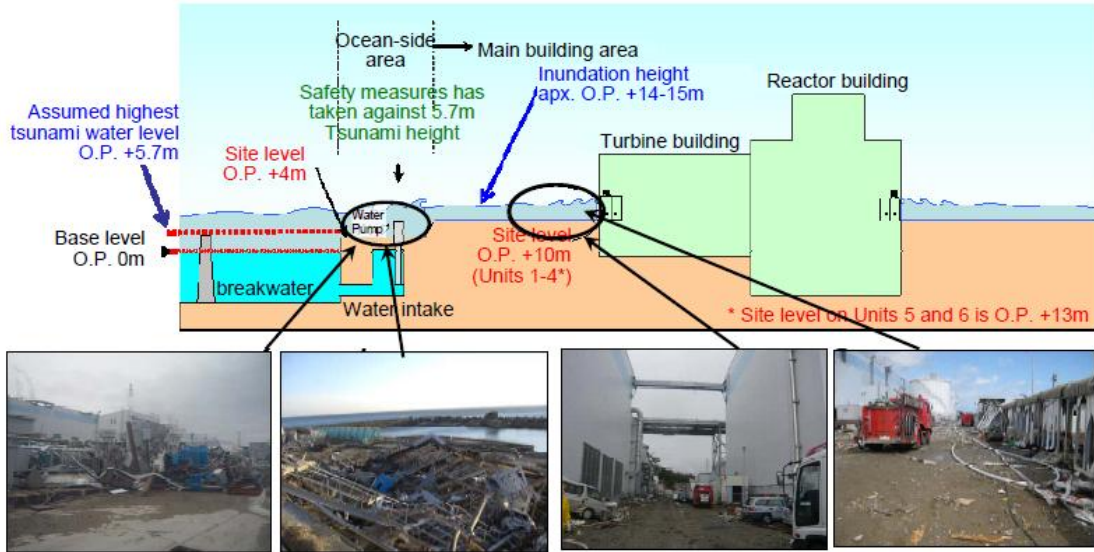 Ocean-side
area
Main building area
Safety measures has
taken against 5.7m
Tsunami height
Inundation height
apx. O.P. +14-15m
Reactor building
Turbine building
Assumed highest
tsunami water level
O.P. +5.7m
Site level
O.P. +4m
Water
Pump
Base level
O.P. 0m
breakwater
Water intake
Site level
O.P. +10m
(Units 1-4*)
* Site level on Units 5 and 6 is O.P. +13m